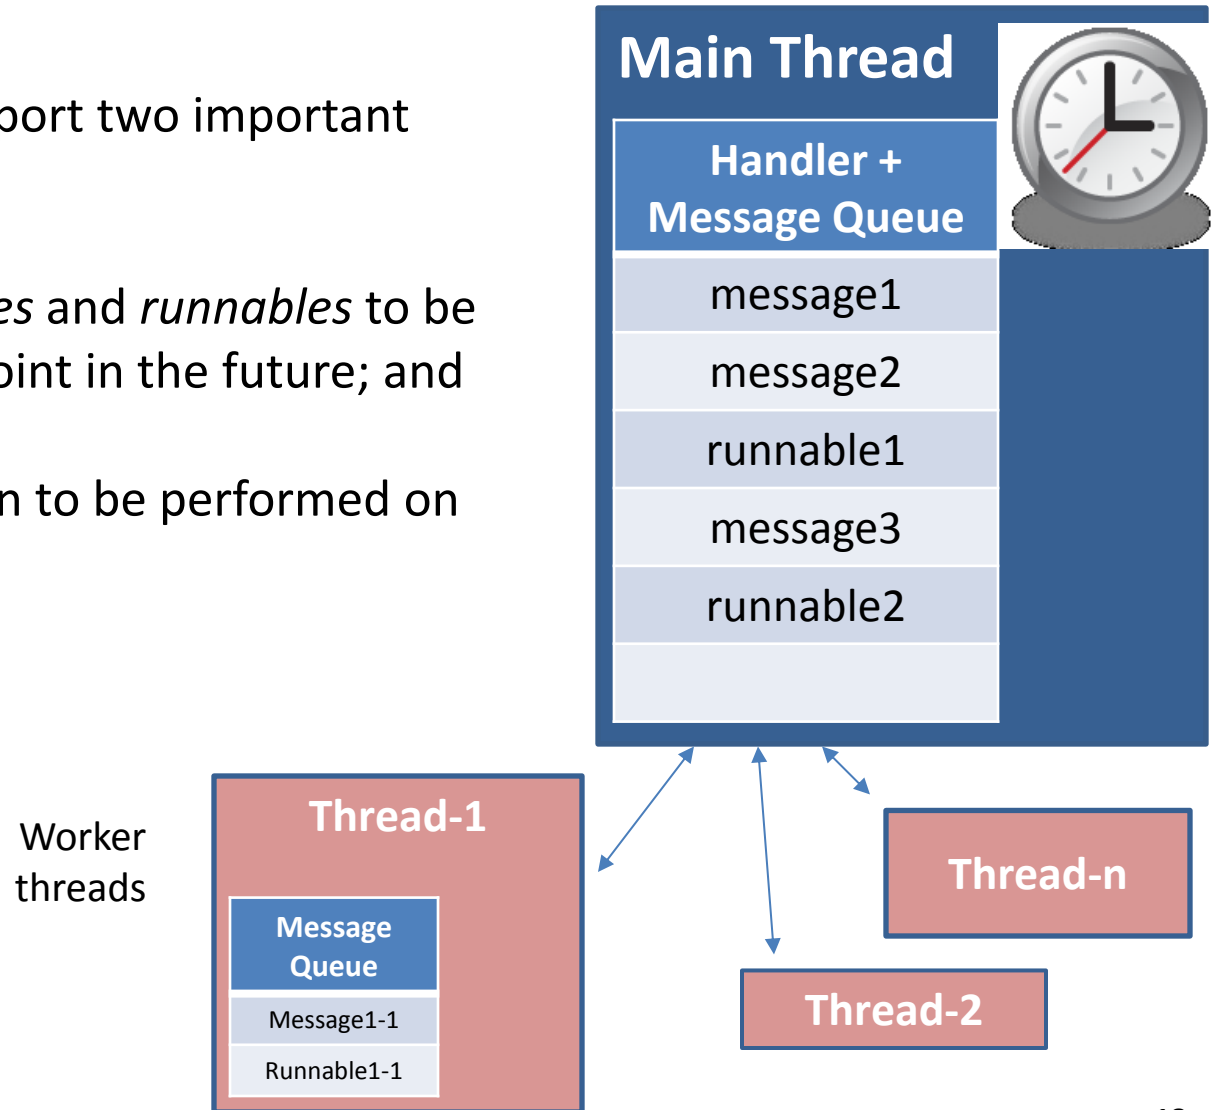 port two important
es and runnables to be
oint in the future; and
n to be performed on
Main Thread
Handler +
Message Queue
message1
message2
runnable1
message3
runnable2
Worker
threads
Thread-1
Message
Queue
Message1-1
Runnable1-1
Thread-2
Thread-n